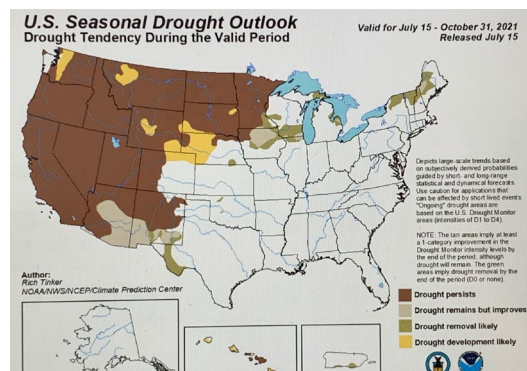 U.S. Seasonal Drought Outlook
Drought Tendency During the Valid Period
Valid for July 15 - October 31, 2021
Released July 15
Depicts large-scale trends based
on subjectively derived probabilities
guided by short- and long-range
statistical and dynamical forecasts.
Use caution for applications that
can be affected by short lived events
"Ongoing" drought areas are
based on the U.S. Drought Monitor
areas (intensities of D1 to D4).
NOTE: The tan areas imply at least
a 1-category improvement in the
Drought Monitor intensity levels by
the end of the period, although
drought will remain. The green
areas imply drought removal by the
end of the period (D0 or none).
Author:
Rich Tinker
NOAA/NWS/NCEP/Climate Prediction Center
Drought persists
Drought remains but improves
Drought removal likely
Drought development likely